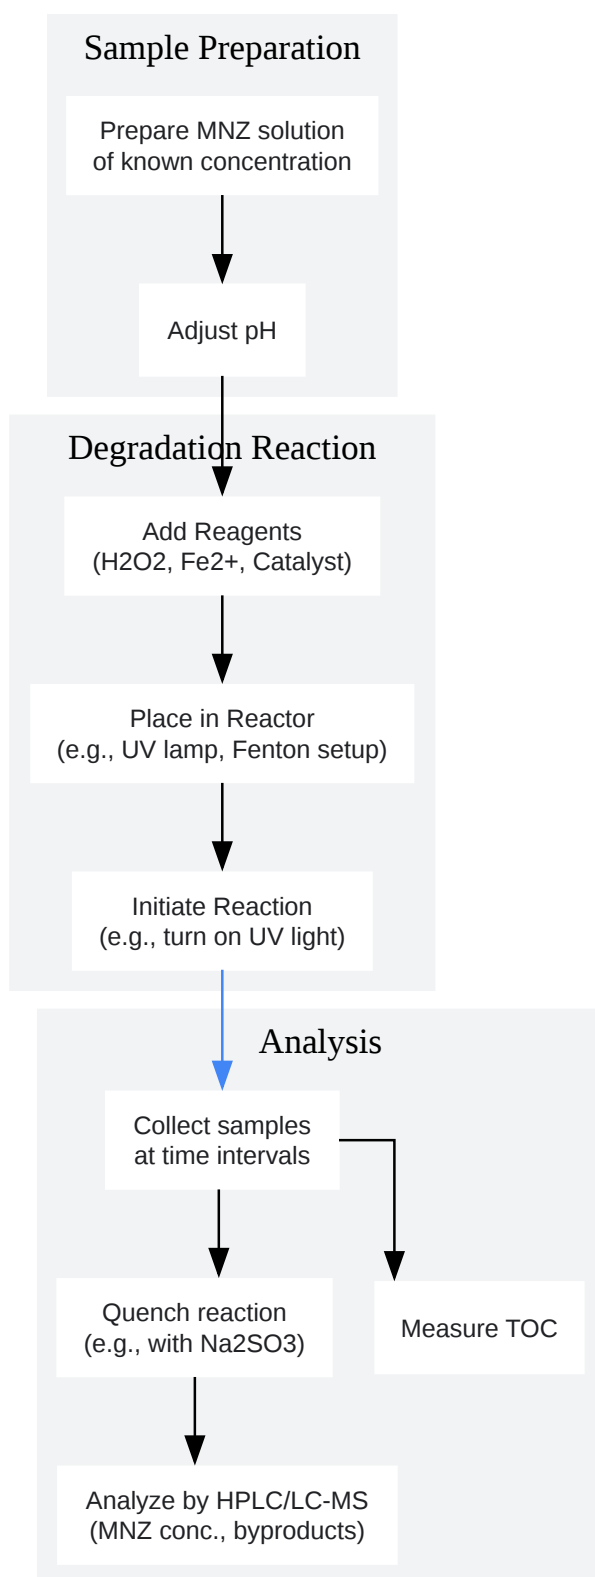 Sample Preparation
Prepare MNZ solution
of known concentration
Adjust pH
Degradation Reaction
Add Reagents
(H2O2, Fe2+, Catalyst)
Place in Reactor
(e.g., UV lamp, Fenton setup)
Initiate Reaction
(e.g., turn on UV light)
Analysis
Collect samples
at time intervals
Quench reaction
(e.g., with Na2SO3)
Measure TOC
Analyze by HPLC/LC-MS
(MNZ conc., byproducts)